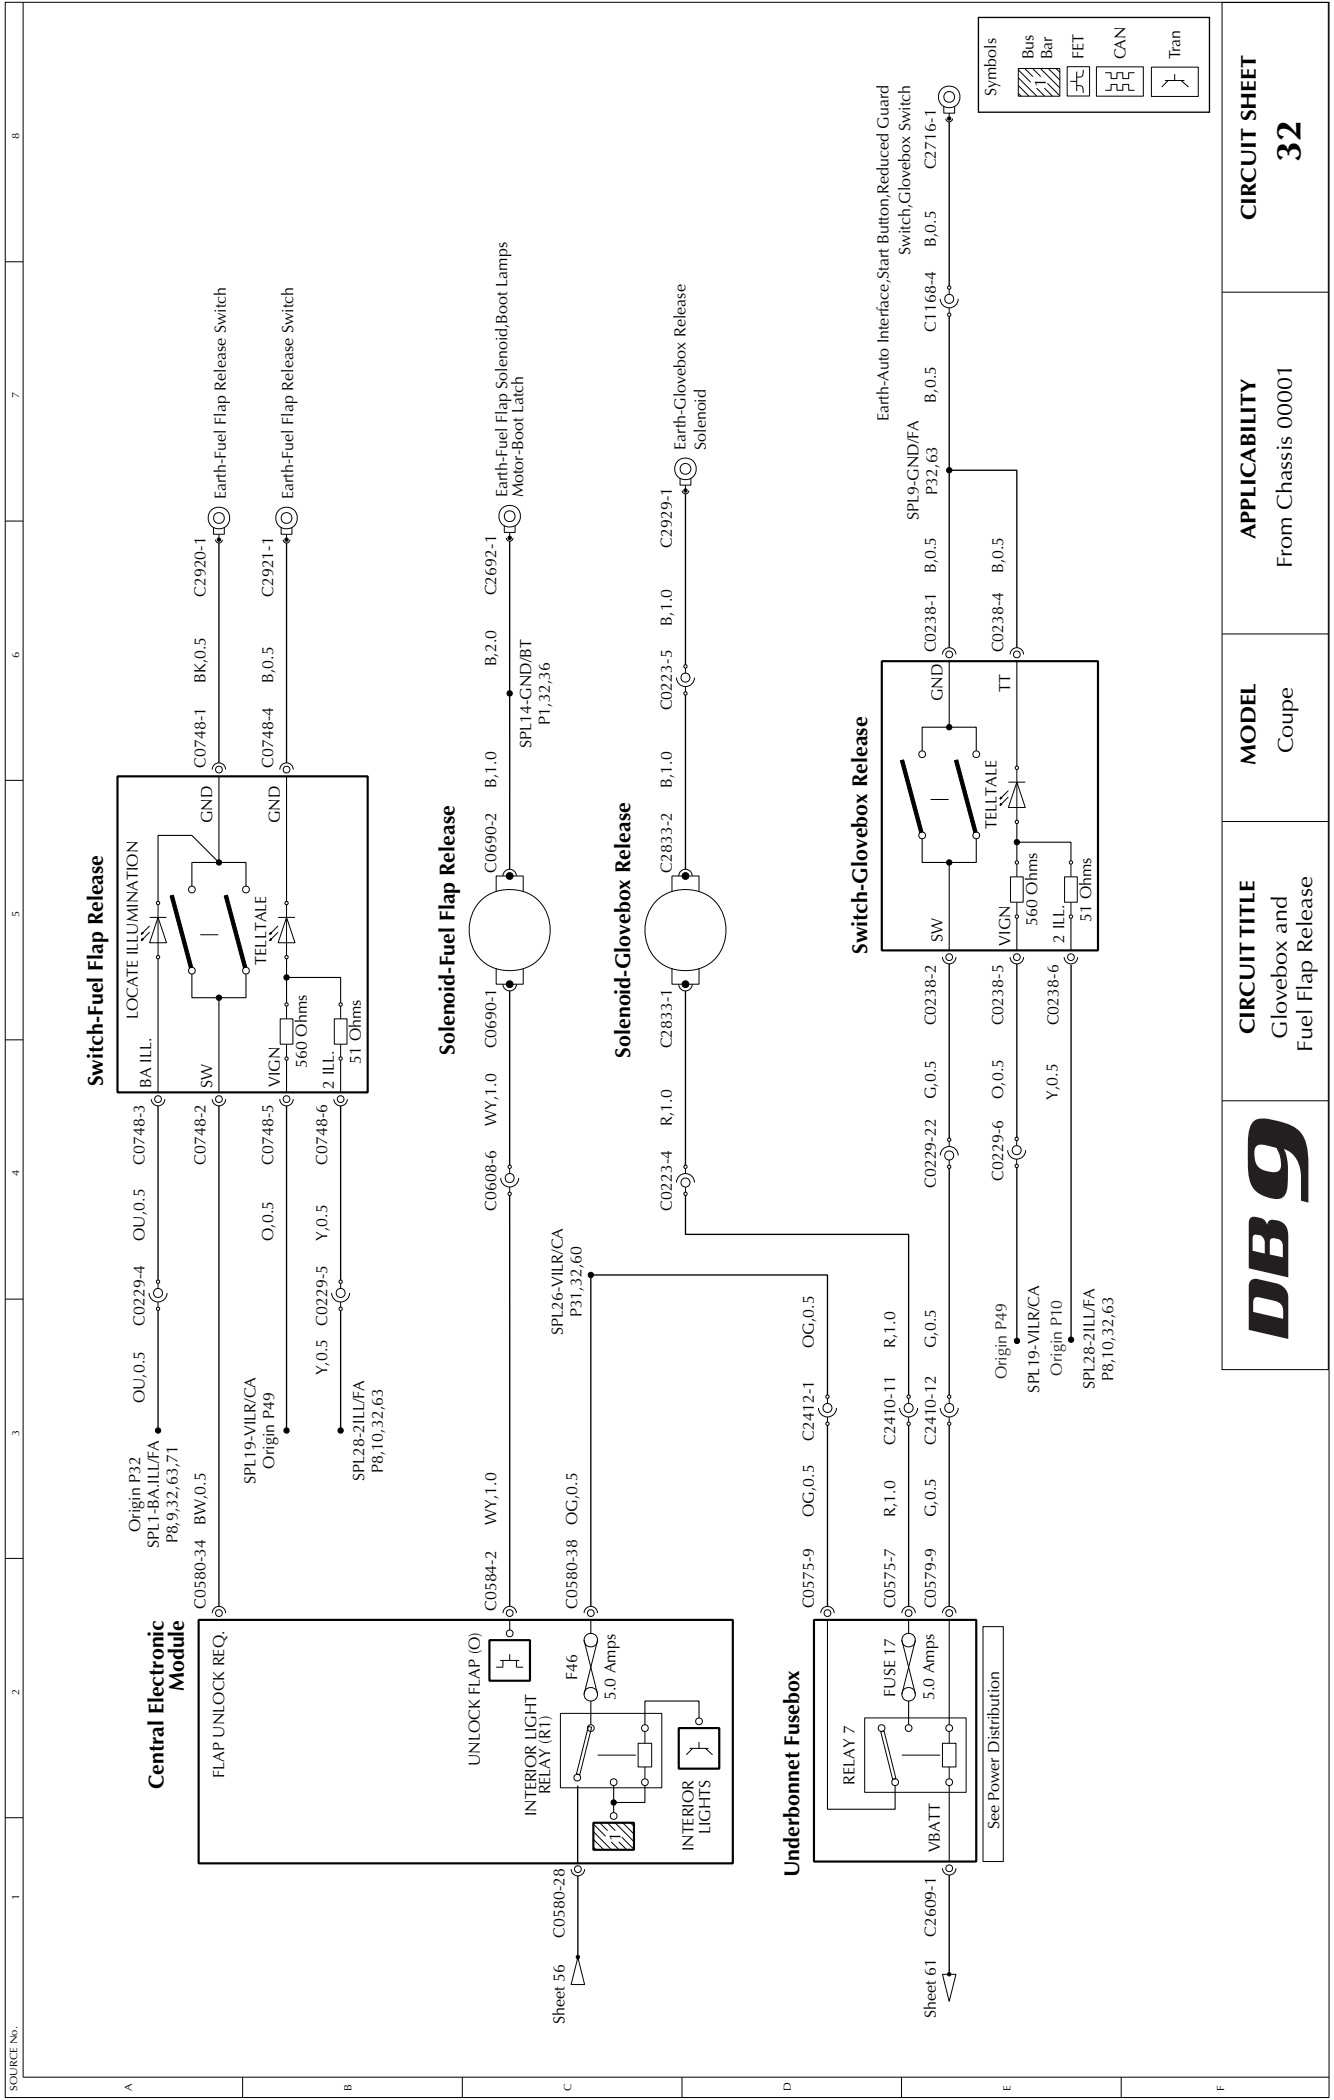 SOURCE No.
1
2
3
4
5
6
7
8
A
B
C
D
E
F
Central Electronic
Module
FLAP UNLOCK REQ.
UNLOCK FLAP (O)
INTERIOR LIGHT
RELAY (R1)
F46
5.0 Amps
1
INTERIOR
LIGHTS
Sheet 56
C0580-28
C0580-34
BW,0.5
C0584-2
WY,1.0
C0580-38
OG,0.5
Origin P32
SPL1-BA.ILL/FA
P8,9,32,63,71
OU,0.5
C0229-4
OU,0.5
C0748-3
C0748-2
SPL19-VILR/CA
Origin P49
O,0.5
C0748-5
SPL28-2ILL/FA
P8,10,32,63
Y,0.5
C0229-5
Y,0.5
C0748-6
Switch-Fuel Flap Release
BA ILL.
LOCATE ILLUMINATION
SW
GND
VIGN
TELLTALE
GND
560 Ohms
2 ILL.
51 Ohms
C0748-1
BK,0.5
C2920-1
Earth-Fuel Flap Release Switch
C0748-4
B,0.5
C2921-1
Earth-Fuel Flap Release Switch
Solenoid-Fuel Flap Release
C0608-6
WY,1.0
C0690-1
C0690-2
B,1.0
SPL14-GND/BT
P1,32,36
B,2.0
C2692-1
Earth-Fuel Flap Solenoid,Boot Lamps
Motor-Boot Latch
SPL26-VILR/CA
P31,32,60
Solenoid-Glovebox Release
C0223-4
R,1.0
C2833-1
C2833-2
B,1.0
C0223-5
B,1.0
C2929-1
Earth-Glovebox Release
Solenoid
Underbonnet Fusebox
RELAY 7
FUSE 17
5.0 Amps
VBATT
See Power Distribution
Sheet 61
C2609-1
C0575-9
OG,0.5
C2412-1
OG,0.5
C0575-7
R,1.0
C2410-11
R,1.0
C0579-9
G,0.5
C2410-12
G,0.5
C0229-22
G,0.5
C0238-2
Origin P49
SPL19-VILR/CA
C0229-6
O,0.5
C0238-5
Origin P10
SPL28-2ILL/FA
P8,10,32,63
Y,0.5
C0238-6
Switch-Glovebox Release
SW
GND
VIGN
TELLTALE
TT
560 Ohms
2 ILL.
51 Ohms
C0238-1
B,0.5
SPL9-GND/FA
P32,63
B,0.5
C1168-4
B,0.5
C2716-1
Earth-Auto Interface,Start Button,Reduced Guard
Switch,Glovebox Switch
C0238-4
B,0.5
Symbols
1
Bus
Bar
FET
CAN
Tran
DB9
CIRCUIT TITLE
Glovebox and
Fuel Flap Release
MODEL
Coupe
APPLICABILITY
From Chassis 00001
CIRCUIT SHEET
32